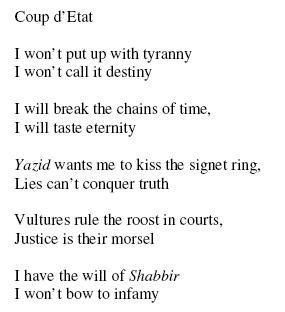 Coup d'Etat
I won't put up with tyranny
I won't call it destiny
I will break the chains of time,
I will taste eternity
Yazid wants me to kiss the signet ring,
Lies can't conquer truth
Vultures rule the roost in courts,
Justice is their morsel
I have the will of Shabbir
I won't bow to infamy